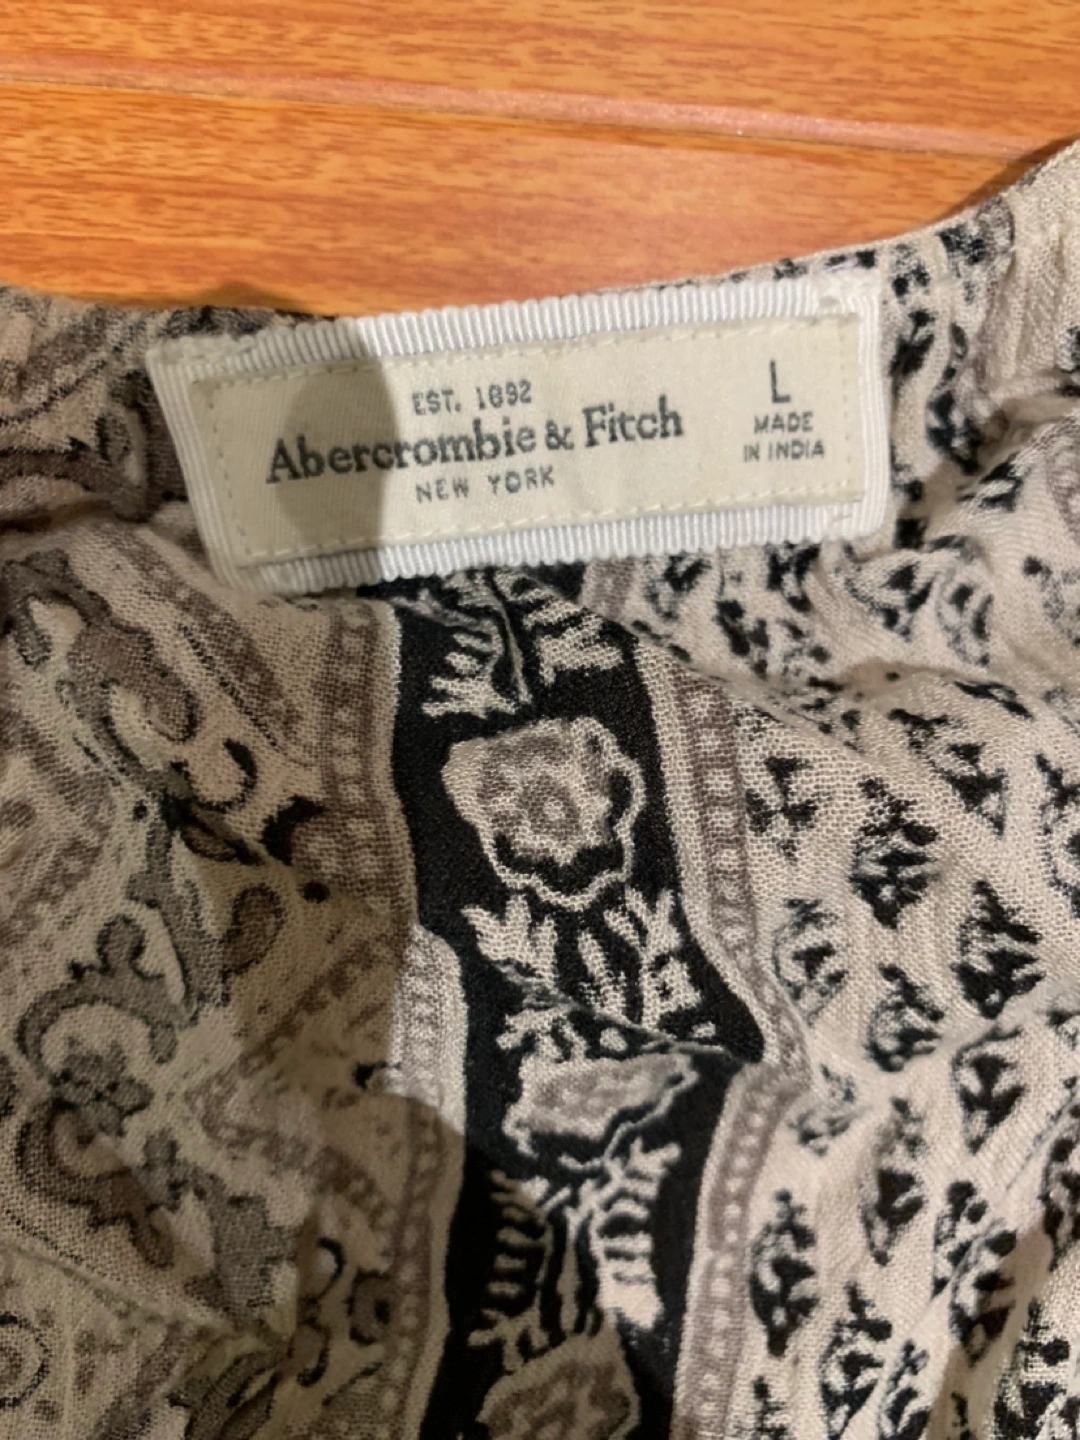 EST. 1892
Abercrombie & Fitch
NEW YORK
L
MADE
IN INDIA